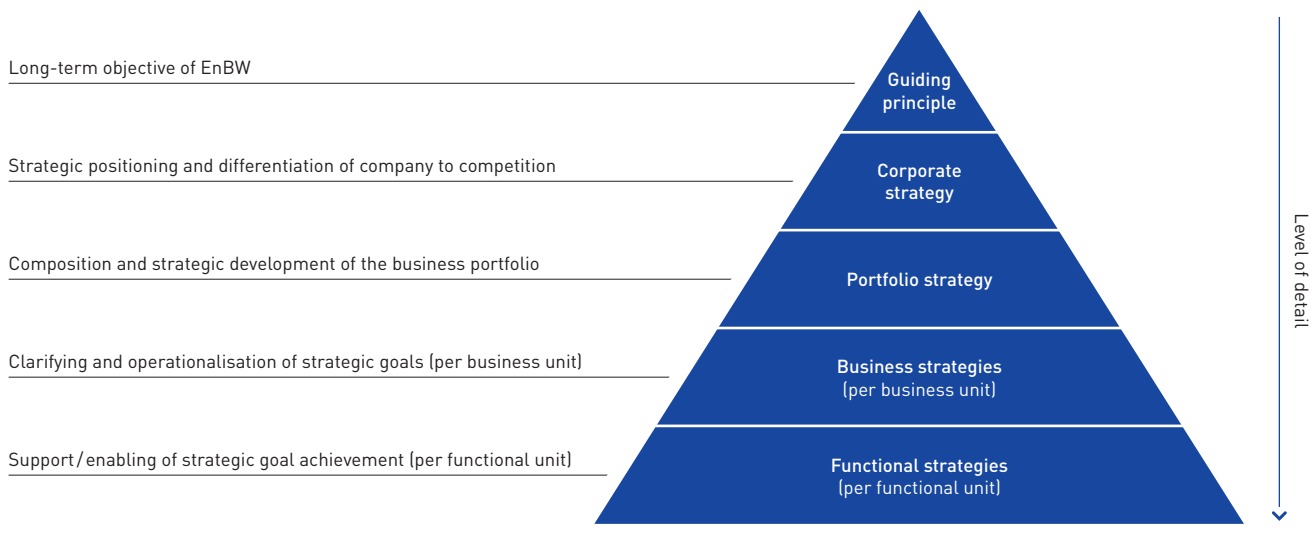 Long-term objective of EnBW
Guiding
principle
Strategic positioning and differentiation of company to competition
Corporate
strategy
Composition and strategic development of the business portfolio
Portfolio strategy
Clarifying and operationalisation of strategic goals (per business unit)
Business strategies
(per business unit)
Support/enabling of strategic goal achievement (per functional unit)
Functional strategies
(per functional unit)
Level of detail